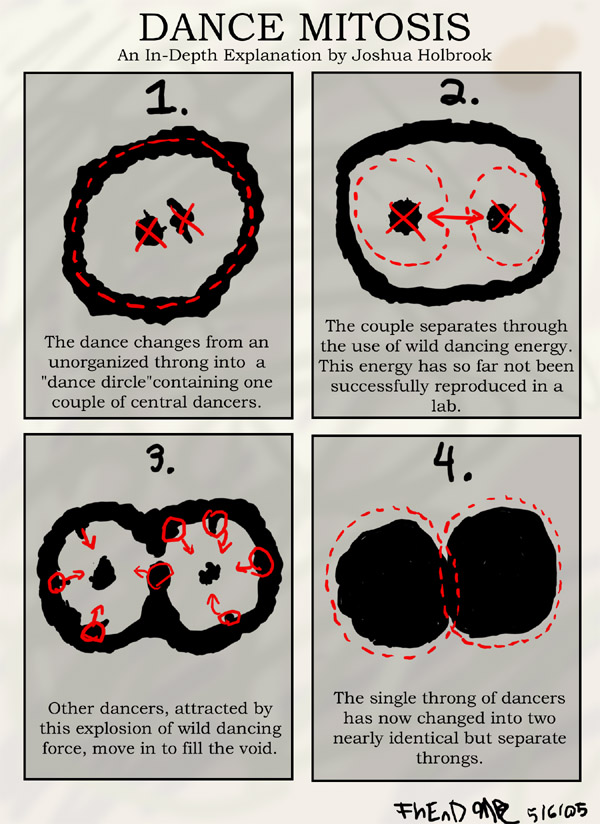 DANCE MITOSIS
An In-Depth Explanation by Joshua Holbrook
1.
The dance changes from an
unorganized throng into a
"dance dircle"containing one
couple of central dancers.
2.
The couple separates through
the use of wild dancing energy.
This energy has so far not been
successfully reproduced in a
lab.
3.
Other dancers, attracted by
this explosion of wild dancing
force, move in to fill the void.
4.
The single throng of dancers
has now changed into two
nearly identical but separate
throngs.
5/6/05